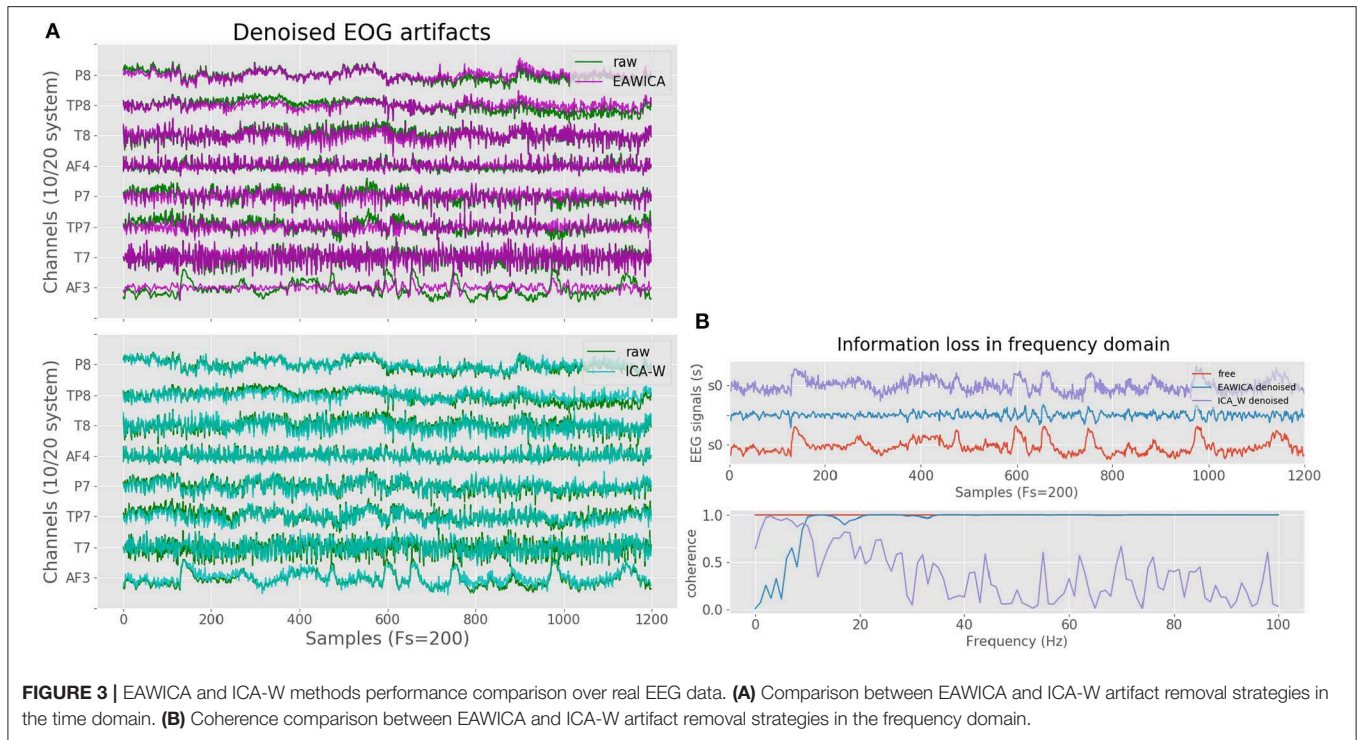 A
Denoised EOG artifacts
Channels (10/20 system)
P8
TP8
T8
AF4
P7
TP7
T7
AF3
raw
EAWICA
Channels (10/20 system)
P8
TP8
T8
AF4
P7
TP7
T7
AF3
raw
ICA-W
0 200 400 600 800 1000 1200
Samples (Fs=200)
B
Information loss in frequency domain
EEG signals (s)
s0
s0
free
EAWICA denoised
ICA_W denoised
0 200 400 600 800 1000 1200
Samples (Fs=200)
coherence
1.0
0.5
0.0
0 20 40 60 80 100
Frequency (Hz)
FIGURE 3 | EAWICA and ICA-W methods performance comparison over real EEG data. (A) Comparison between EAWICA and ICA-W artifact removal strategies in
the time domain. (B) Coherence comparison between EAWICA and ICA-W artifact removal strategies in the frequency domain.